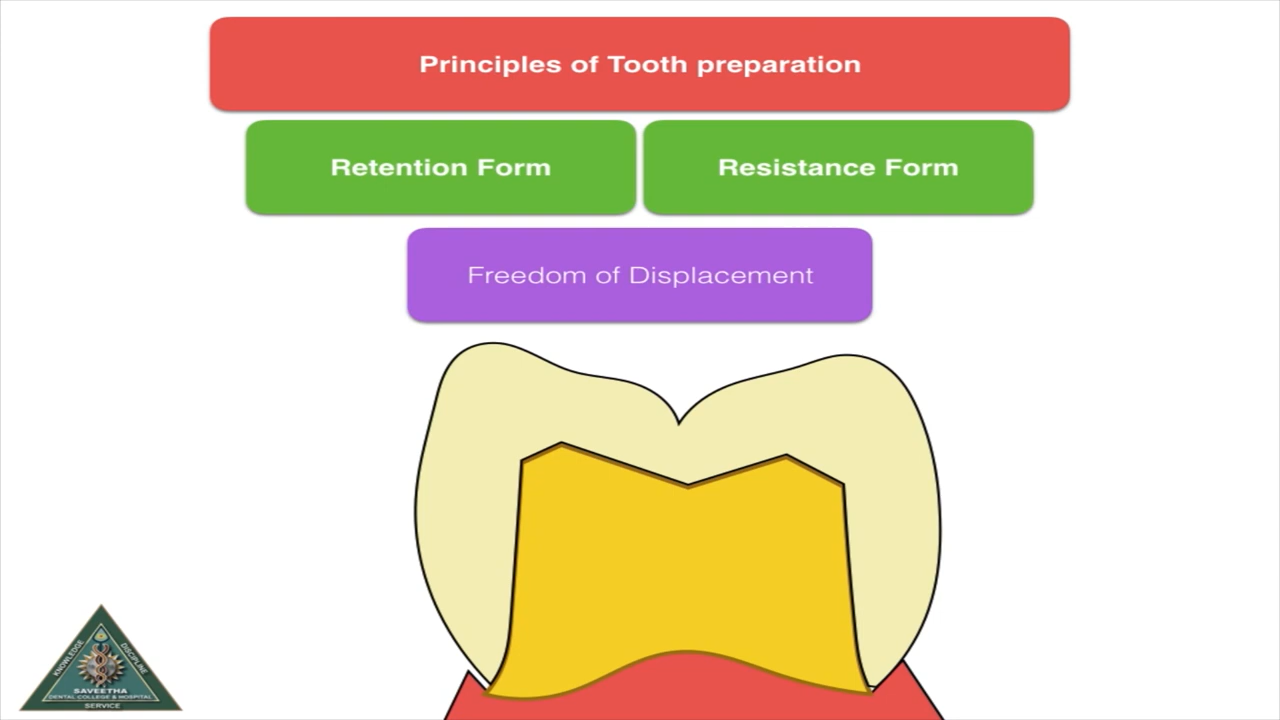 Principles of Tooth preparation
Retention Form
Resistance Form
Freedom of Displacement
KNOWLEDGE
DISCIPLINE
SAVEETHA
DENTAL COLLEGE & HOSPITAL
SERVICE